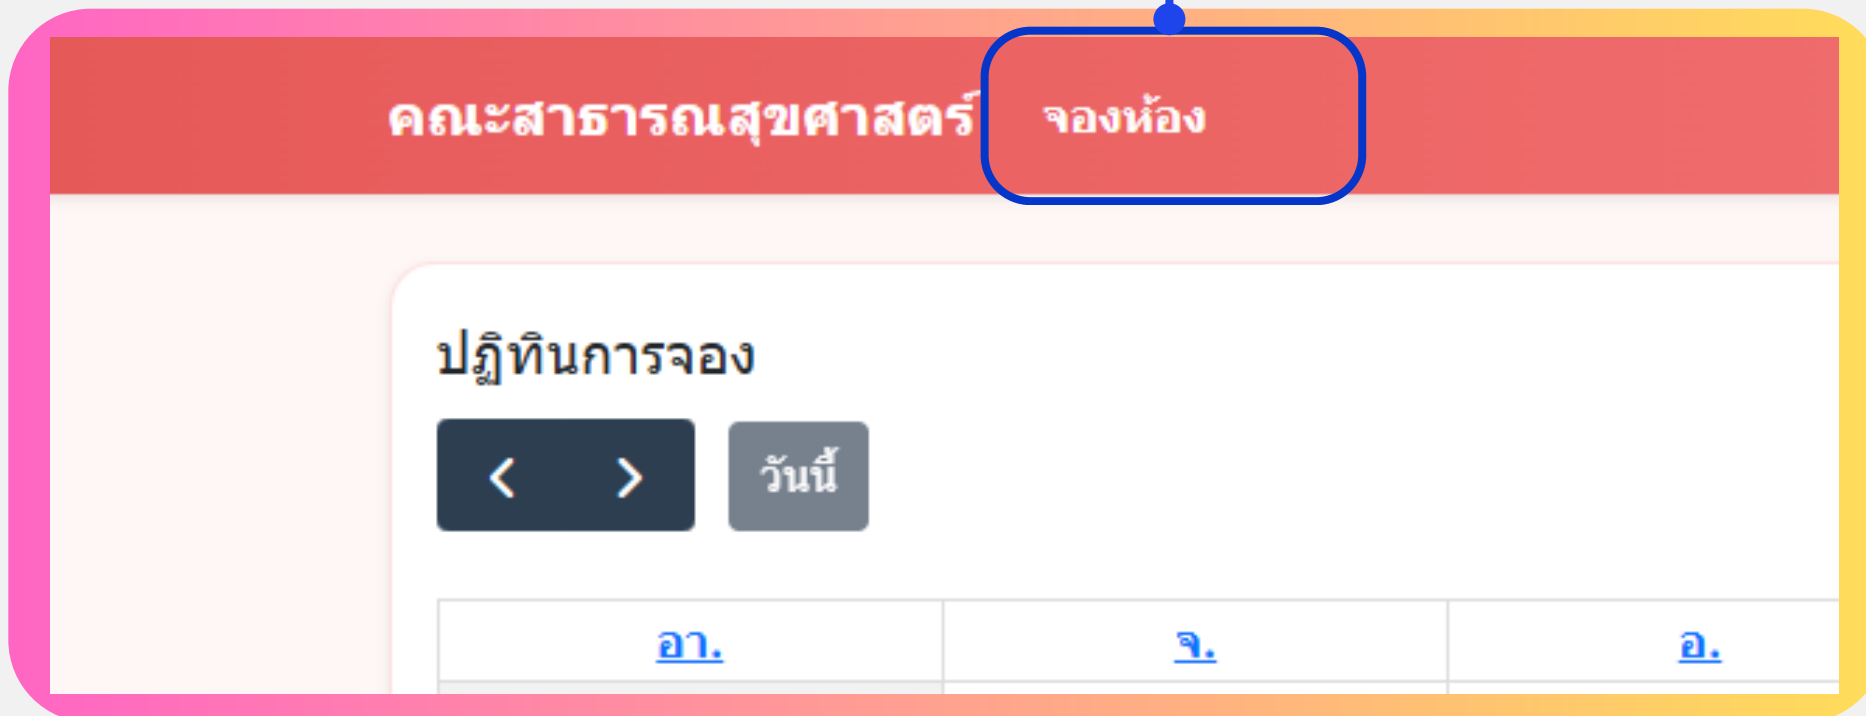 คณะสาธารณสุขศาสตร์ จองห้อง
ปฏิทินการจอง
วันนี้
อา. จ. อ.